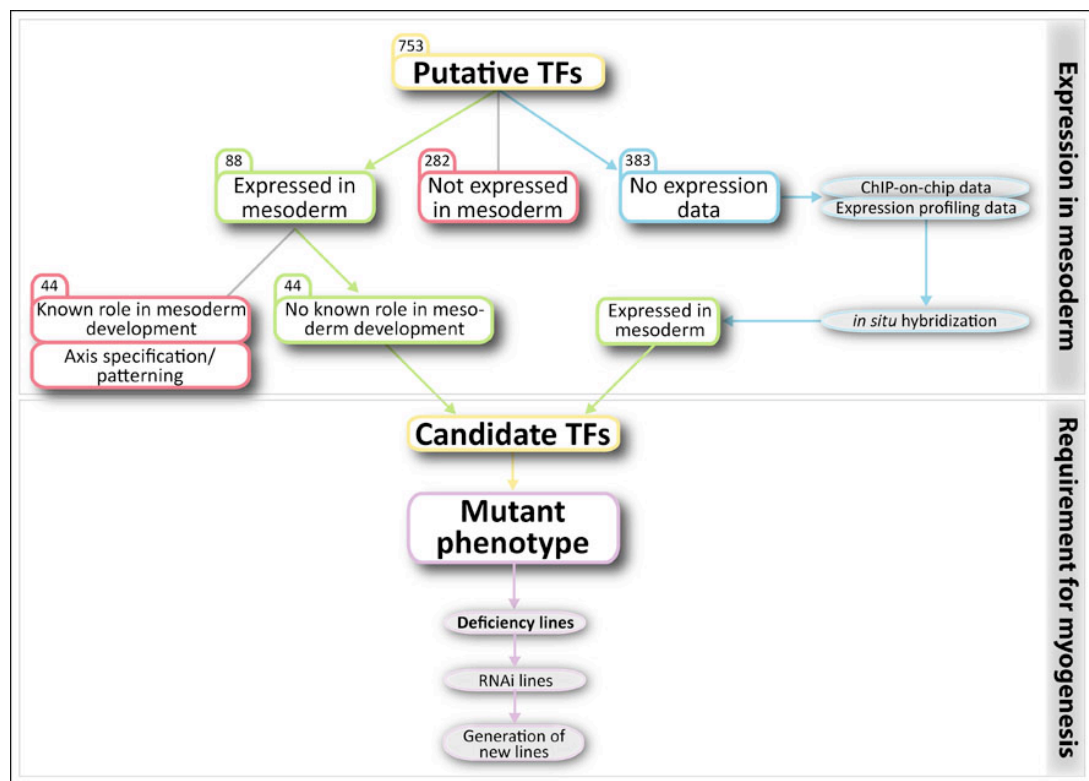 753
Putative TFs
88
Expressed in
mesoderm
282
Not expressed
in mesoderm
383
No expression
data
ChIP-on-chip data
Expression profiling data
44
Known role in mesoderm
development
Axis specification/
patterning
44
No known role in meso-
derm development
Expressed in
mesoderm
in situ hybridization
Expression in mesoderm
Candidate TFs
Mutant
phenotype
Deficiency lines
RNAi lines
Generation of
new lines
Requirement for myogenesis